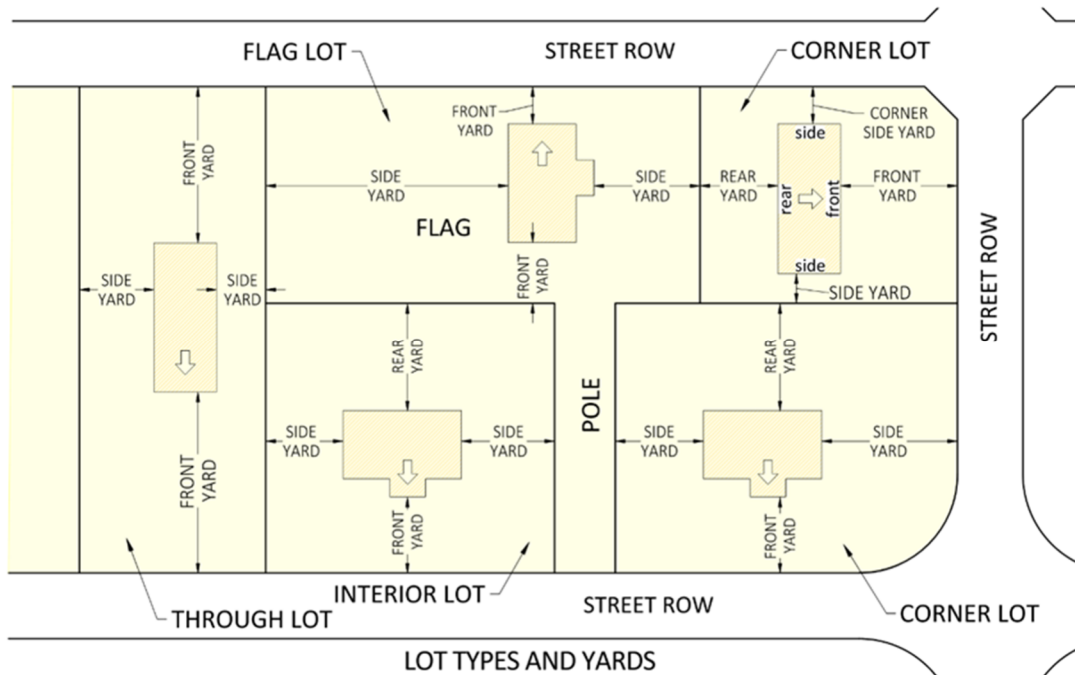 FLAG LOT
STREET ROW
CORNER LOT
FRONT
YARD
FRONT
YARD
CORNER
SIDE YARD
side
SIDE
YARD
SIDE
YARD
REAR
YARD
rear
front
FRONT
YARD
FLAG
side
SIDE YARD
STREET ROW
SIDE
YARD
SIDE
YARD
FRONT
YARD
REAR
YARD
REAR
YARD
POLE
SIDE
YARD
SIDE
YARD
SIDE
YARD
SIDE
YARD
FRONT
YARD
FRONT
YARD
FRONT
YARD
INTERIOR LOT
STREET ROW
THROUGH LOT
CORNER LOT
LOT TYPES AND YARDS